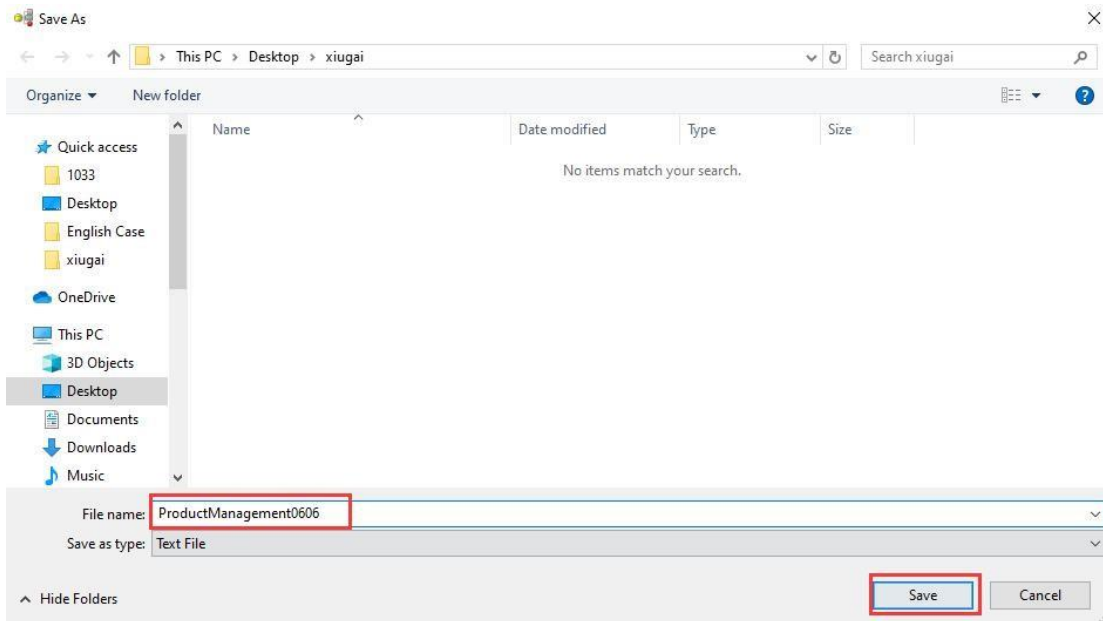 Save As
This PC > Desktop > xiugai
Search xiugai
Organize
New folder
Name
Date modified
Type
Size
No items match your search.
Quick access
1033
Desktop
English Case
xiugai
OneDrive
This PC
3D Objects
Desktop
Documents
Downloads
Music
File name: ProductManagement0606
Save as type: Text File
Hide Folders
Save
Cancel